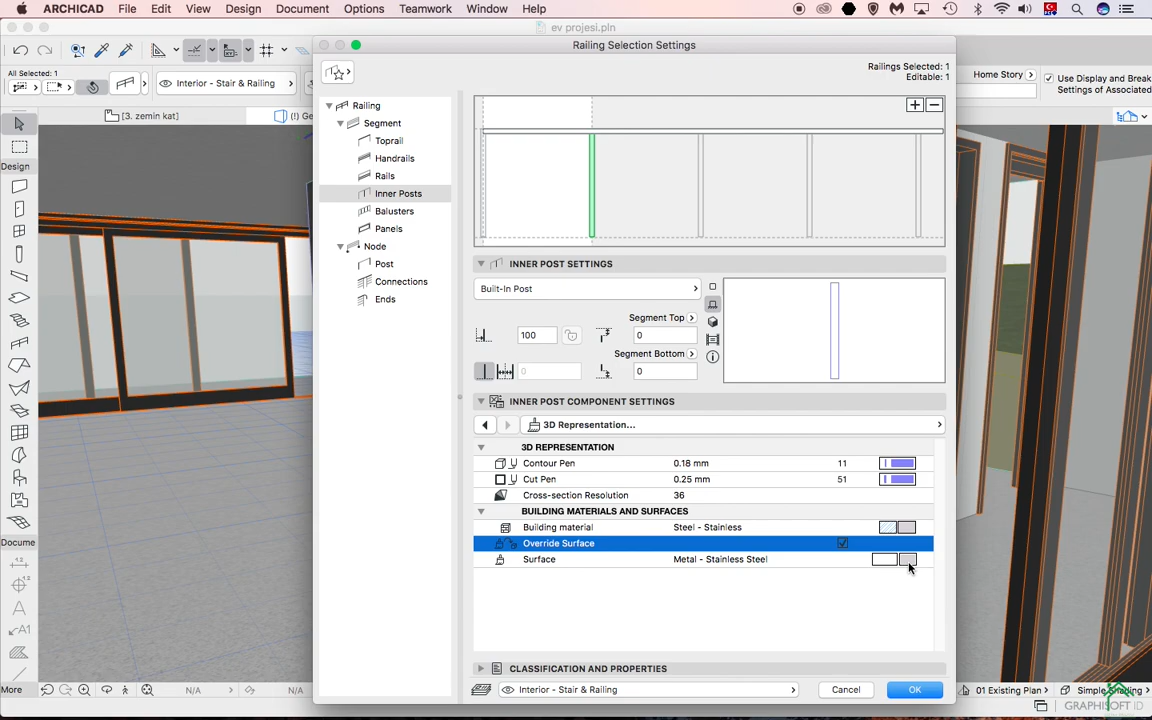 ARCHICAD File Edit View Design Document Options Teamwork Window Help
ev projesi.pln
Railing Selection Settings
All Selected: 1
Interior - Stair & Railing
Railings Selected: 1
Editable: 1
Home Story
Use Display and Break
Settings of Associated
[3. zemin kat]
(!) Ge
Design
Docume
More
Railing
Segment
Toprail
Handrails
Rails
Inner Posts
Balusters
Panels
Node
Post
Connections
Ends
INNER POST SETTINGS
Built-In Post
Segment Top
100
0
Segment Bottom
0
0
INNER POST COMPONENT SETTINGS
3D Representation...
3D REPRESENTATION
Contour Pen 0.18 mm 11
Cut Pen 0.25 mm 51
Cross-section Resolution 36
BUILDING MATERIALS AND SURFACES
Building material Steel - Stainless
Override Surface
Surface Metal - Stainless Steel
CLASSIFICATION AND PROPERTIES
Interior - Stair & Railing
Cancel
OK
N/A
N/A
01 Existing Plan
Simple Shading
GRAPHISOFT ID